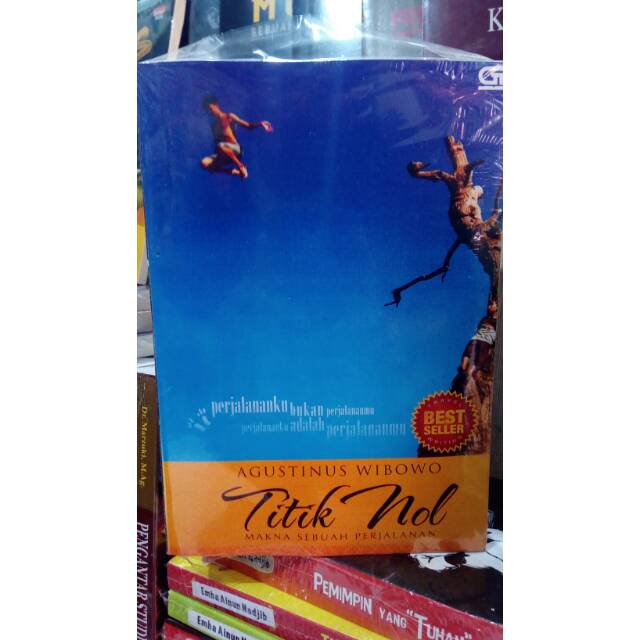 SEBUAH
K
perjalananku bukan perjalananmu
perjalananku adalah perjalananmu
BEST
SELLER
AGUSTINUS WIBOWO
Titik Nol
MAKNA SEBUAH PERJALANAN
Dr. Marzuki, M.Ag.
PENGANTAR STUDI
PEMIMPIN YANG "TUHAN"
Emha Ainun Nadjib
Emha Ainun